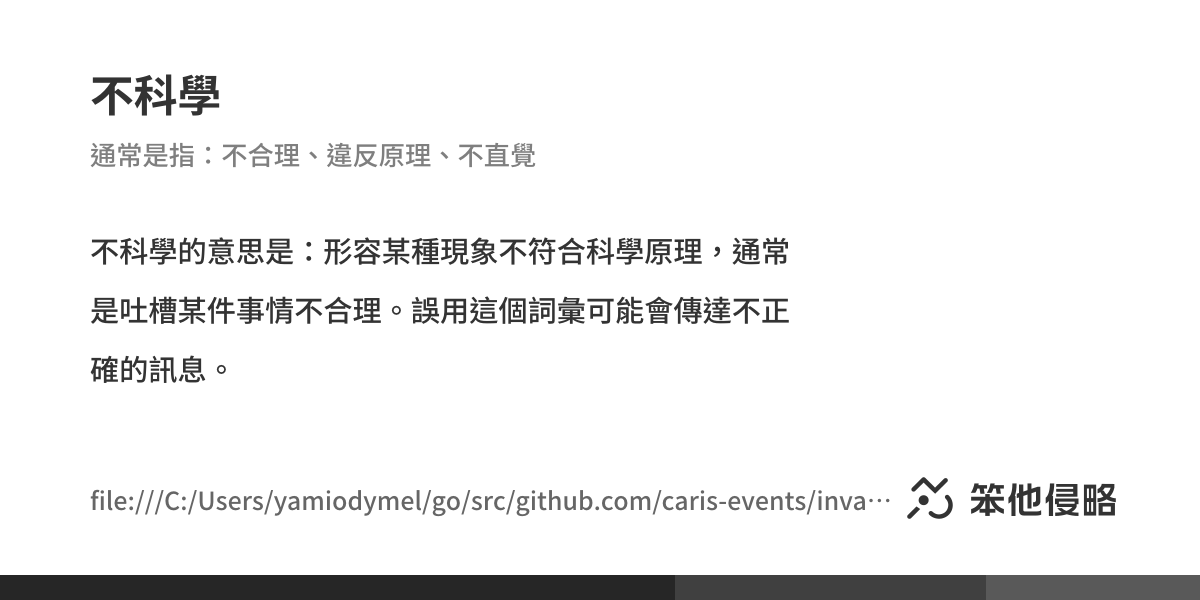 不科學
通常是指：不合理、違反原理、不直覺
不科學的意思是：形容某種現象不符合科學原理，通常
是吐槽某件事情不合理。誤用這個詞彙可能會傳達不正
確的訊息。
file:///C:/Users/yamiodymel/go/src/github.com/caris-events/inva⋯
笨他侵略